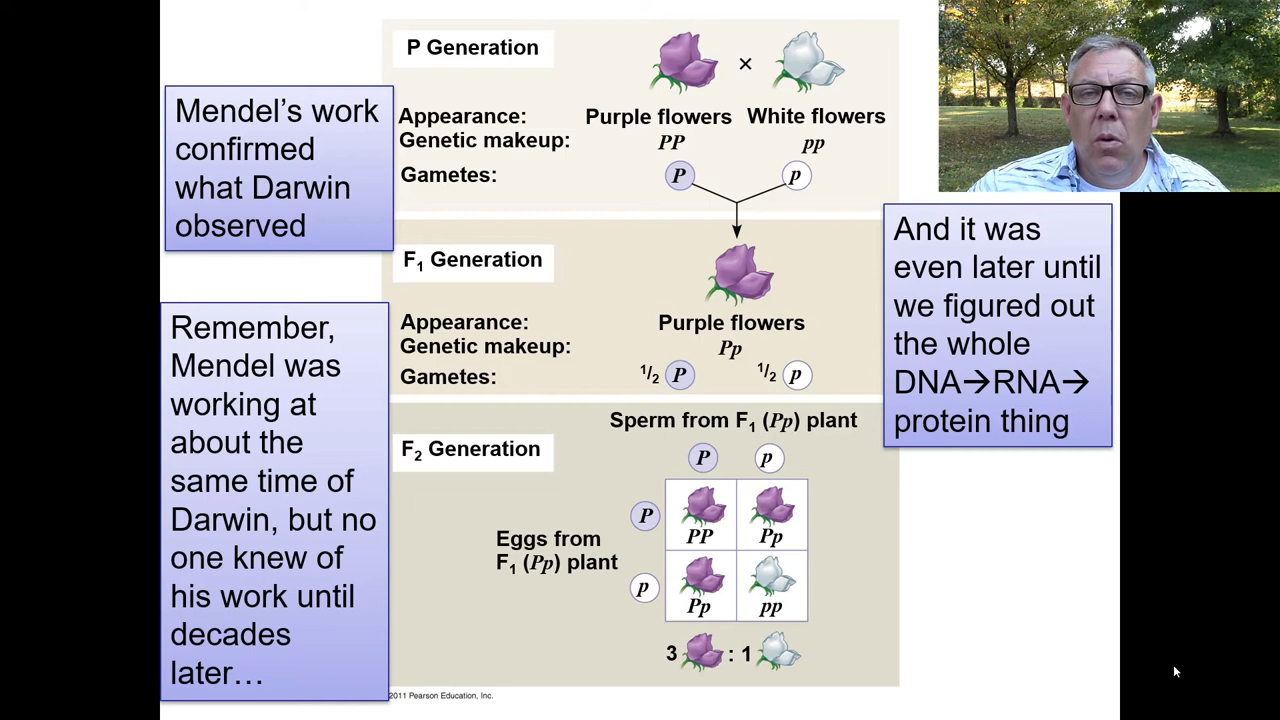 Mendel's work
confirmed
what Darwin
observed
Remember,
Mendel was
working at
about the
same time of
Darwin, but no
one knew of
his work until
decades
later…
P Generation
×
Appearance:
Purple flowers White flowers
Genetic makeup:
PP pp
Gametes:
P p
F1 Generation
Appearance:
Purple flowers
Genetic makeup:
Pp
Gametes:
1/2 P 1/2 p
F2 Generation
Sperm from F1 (Pp) plant
P p
Eggs from
F1 (Pp) plant
P
PP Pp
p
Pp pp
3 : 1
2011 Pearson Education, Inc.
And it was
even later until
we figured out
the whole
DNA→RNA→
protein thing